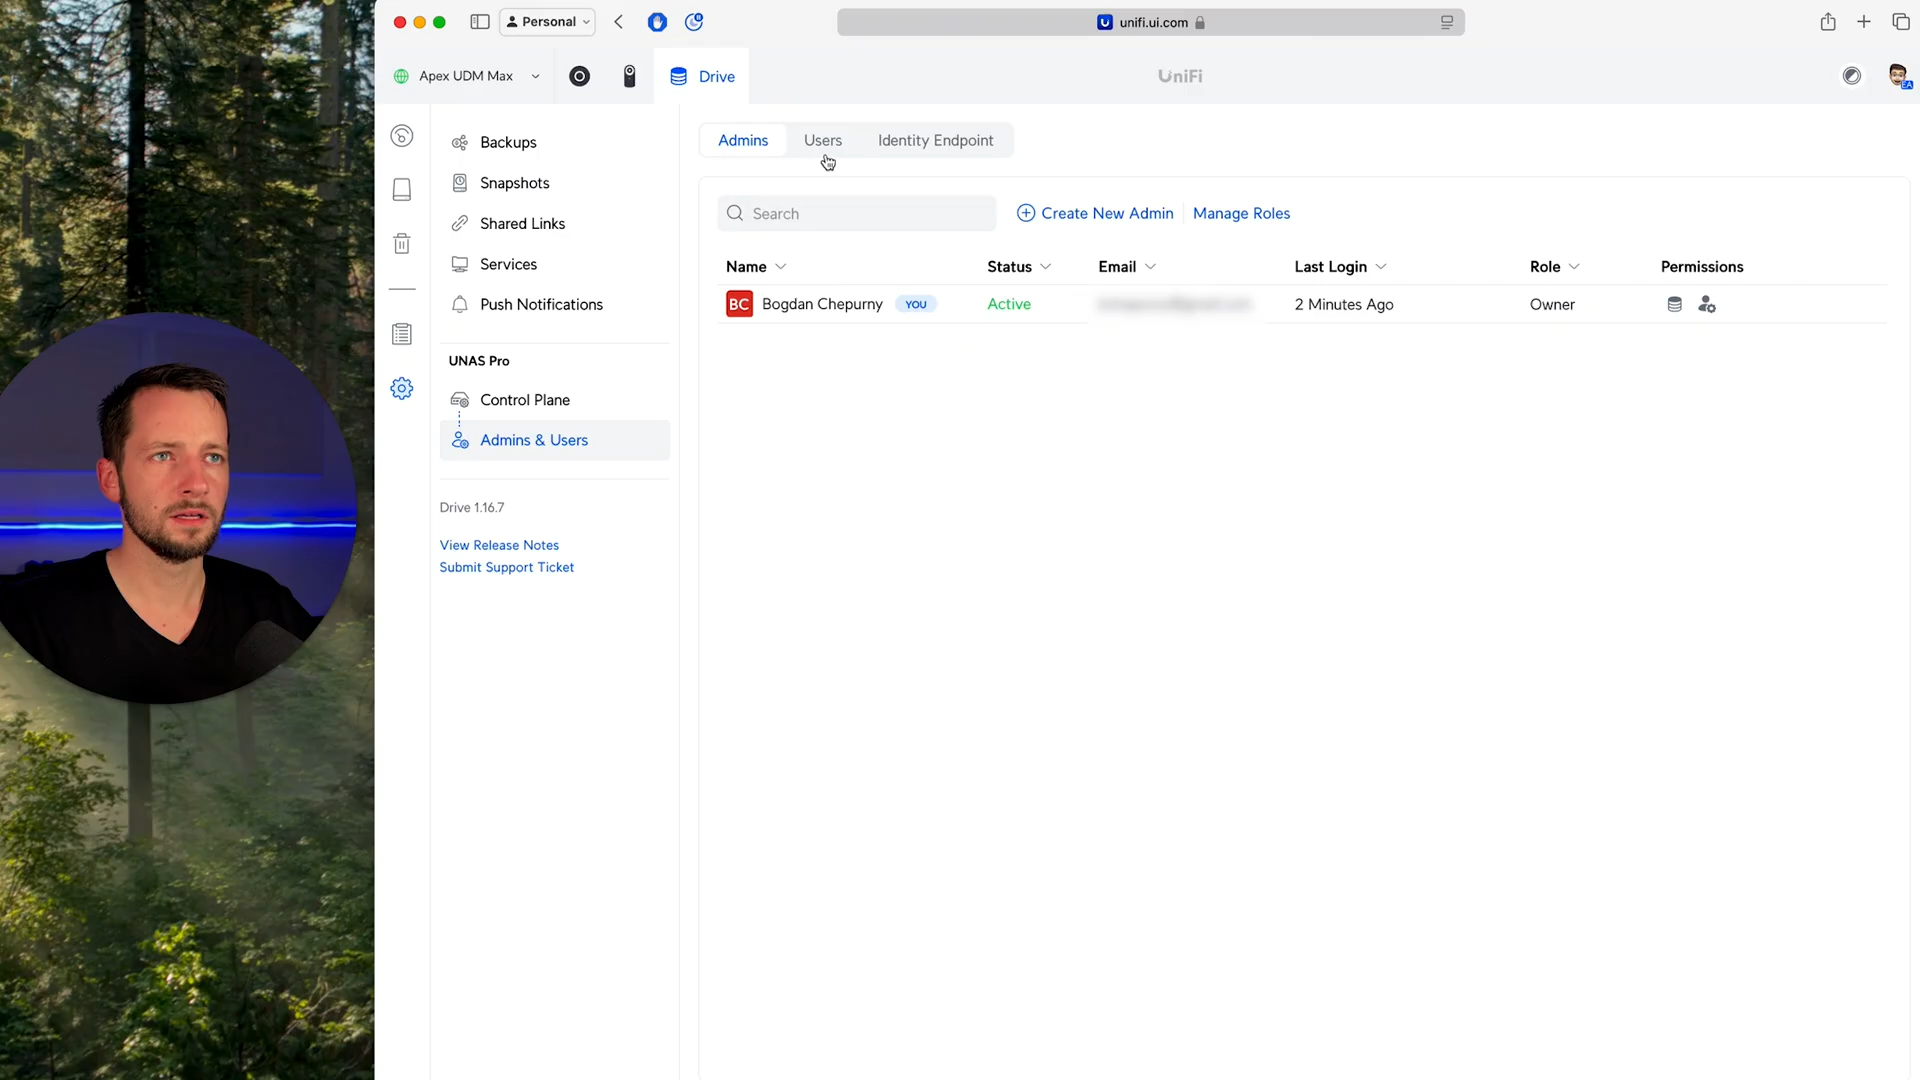 Personal
unifi.ui.com
Apex UDM Max
Drive
UniFi
EA
Backups
Snapshots
Shared Links
Services
Push Notifications
UNAS Pro
Control Plane
Admins & Users
Drive 1.16.7
View Release Notes
Submit Support Ticket
Admins Users Identity Endpoint
Search Create New Admin Manage Roles
Name Status Email Last Login Role Permissions
BC Bogdan Chepurny YOU Active 2 Minutes Ago Owner